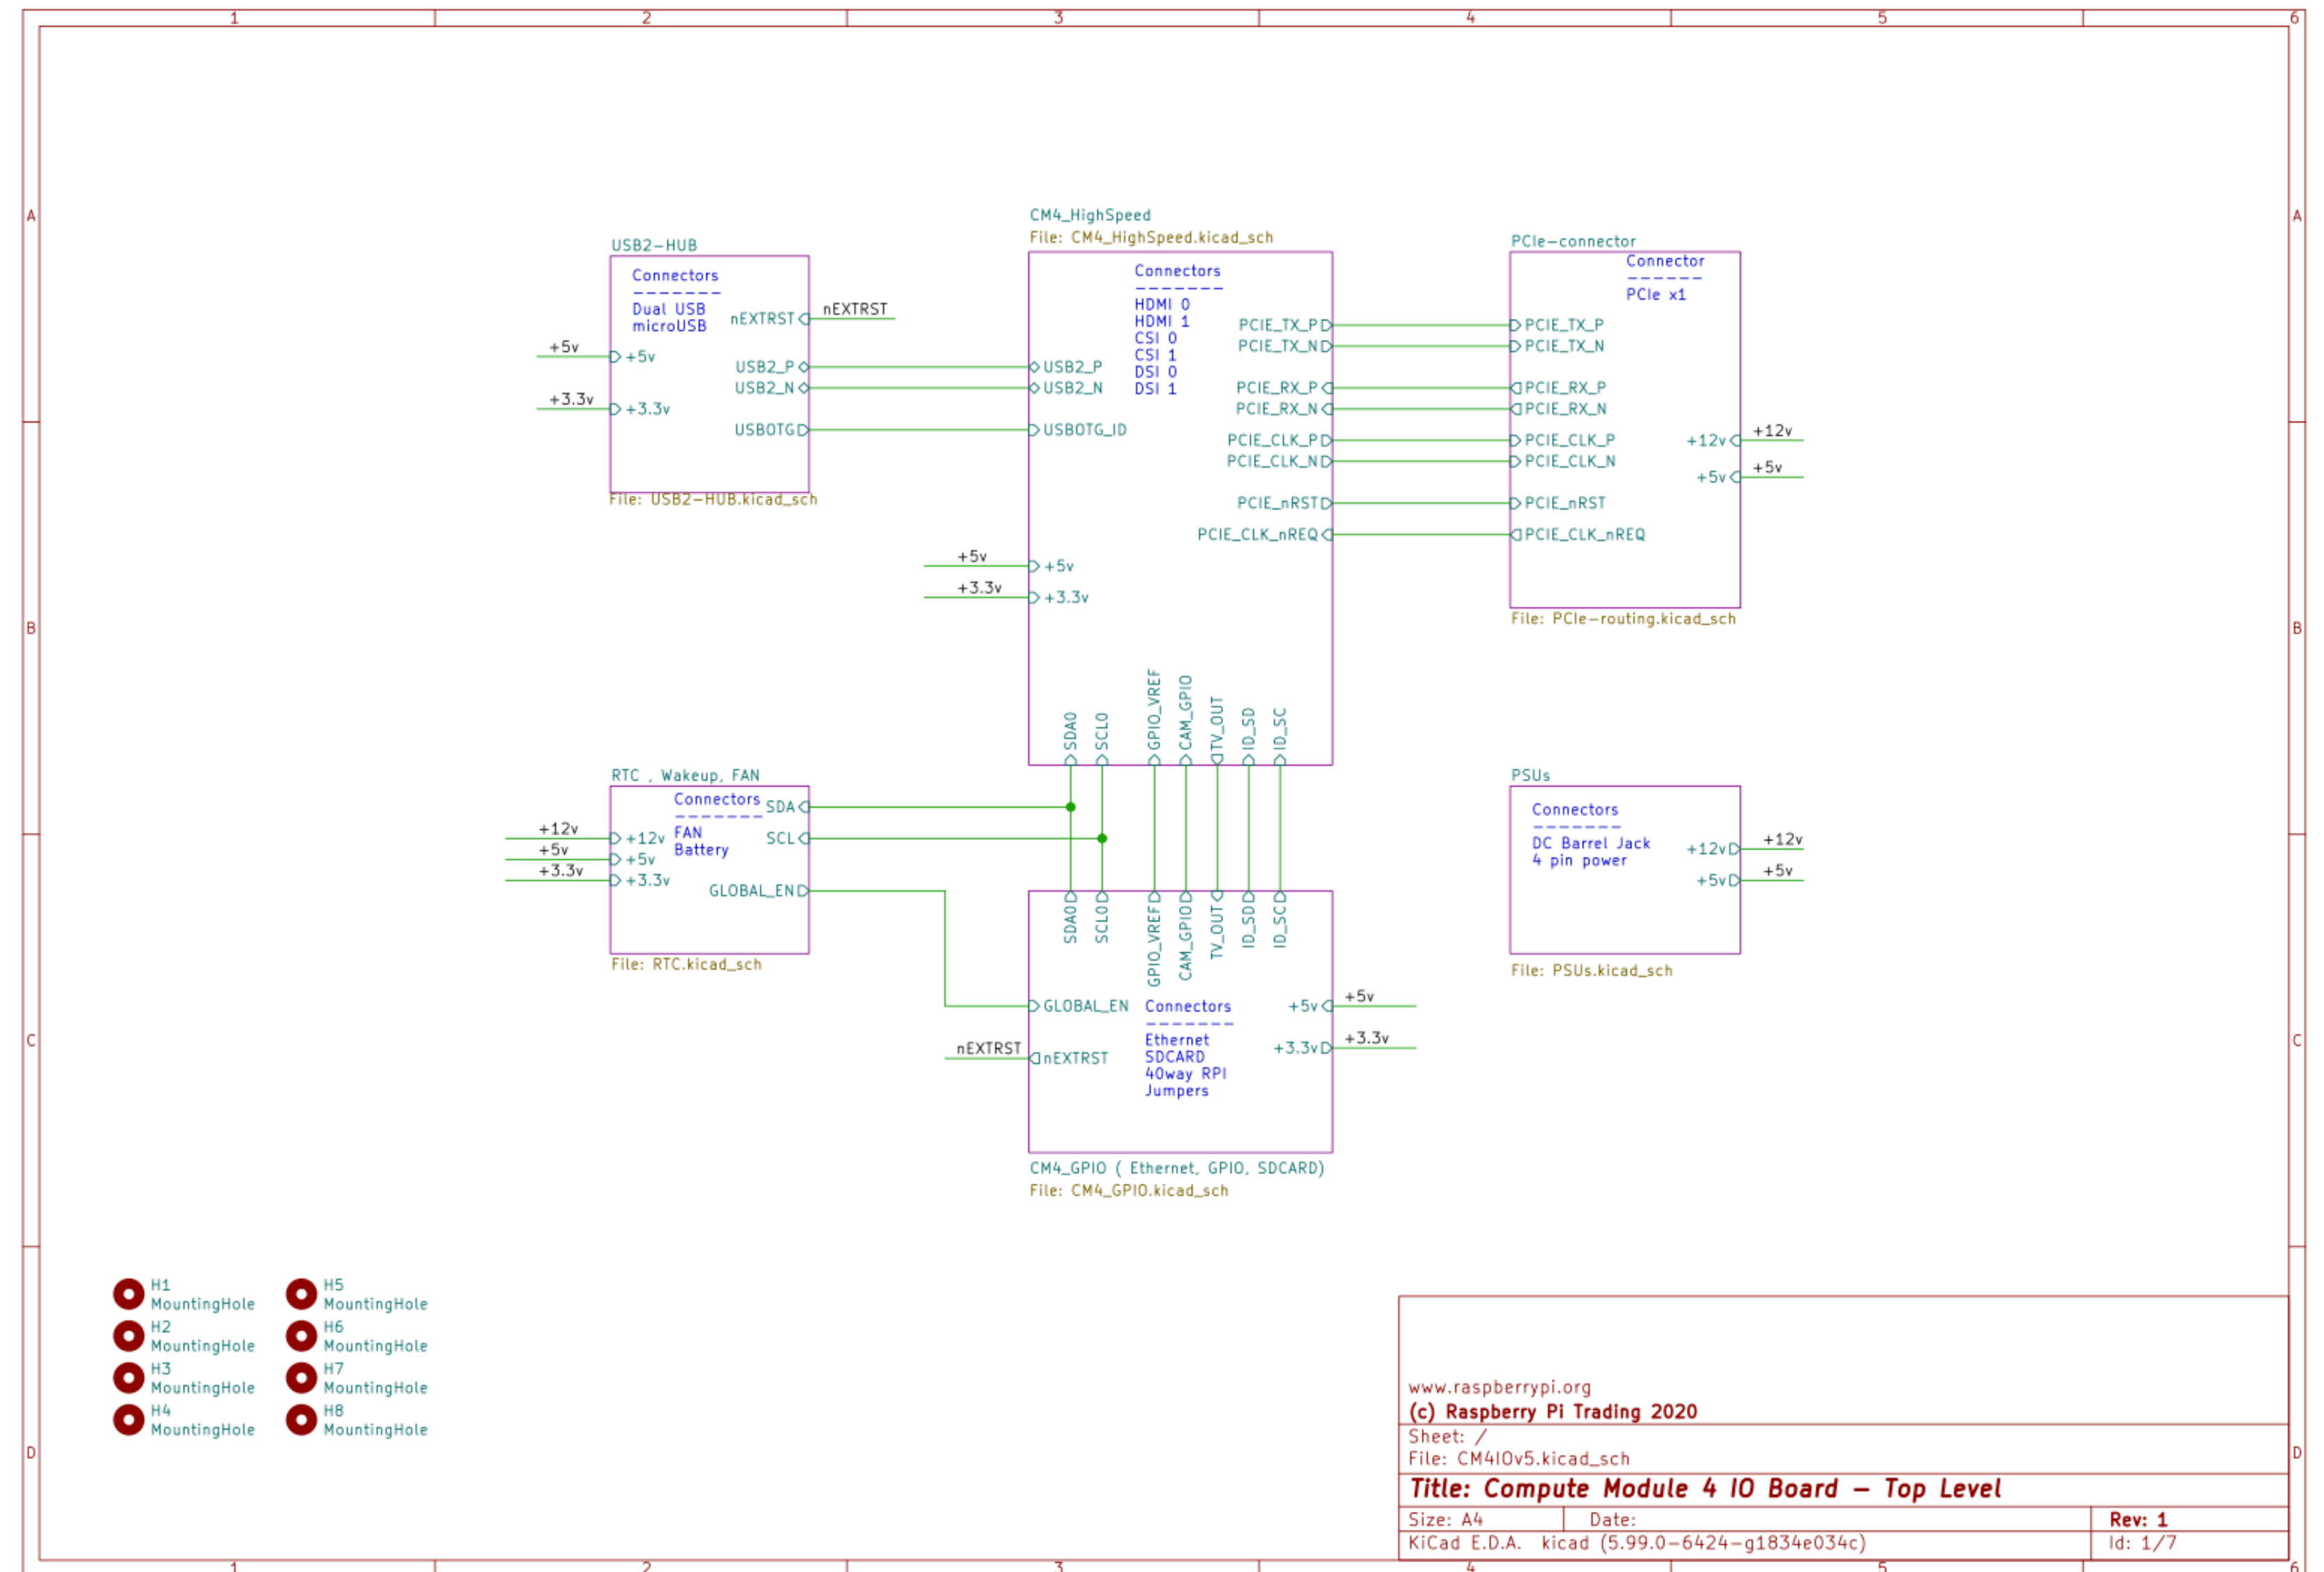 1 2 3 4 5 6
A A
B B
C C
D D
USB2-HUB
Connectors
-------
Dual USB
microUSB
nEXTRST
nEXTRST
+5v
+5v
USB2_P
USB2_N
+3.3v
+3.3v
USBOTG
File: USB2-HUB.kicad_sch
CM4_HighSpeed
File: CM4_HighSpeed.kicad_sch
Connectors
-------
HDMI 0
HDMI 1
CSI 0
CSI 1
DSI 0
DSI 1
USB2_P
USB2_N
USBOTG_ID
+5v
+5v
+3.3v
+3.3v
PCIE_TX_P
PCIE_TX_N
PCIE_RX_P
PCIE_RX_N
PCIE_CLK_P
PCIE_CLK_N
PCIE_nRST
PCIE_CLK_nREQ
SDA0
SCL0
GPIO_VREF
CAM_GPIO
TV_OUT
ID_SD
ID_SC
PCIe-connector
Connector
------
PCIe x1
PCIE_TX_P
PCIE_TX_N
PCIE_RX_P
PCIE_RX_N
PCIE_CLK_P
PCIE_CLK_N
PCIE_nRST
PCIE_CLK_nREQ
+12v
+12v
+5v
+5v
File: PCIe-routing.kicad_sch
RTC , Wakeup, FAN
Connectors
-------
FAN
Battery
SDA
SCL
GLOBAL_EN
+12v
+12v
+5v
+5v
+3.3v
+3.3v
File: RTC.kicad_sch
PSUs
Connectors
-------
DC Barrel Jack
4 pin power
+12v
+12v
+5v
+5v
File: PSUs.kicad_sch
SDA0
SCL0
GPIO_VREF
CAM_GPIO
TV_OUT
ID_SD
ID_SC
GLOBAL_EN
nEXTRST
nEXTRST
Connectors
-------
Ethernet
SDCARD
40way RPI
Jumpers
+5v
+5v
+3.3v
+3.3v
CM4_GPIO ( Ethernet, GPIO, SDCARD)
File: CM4_GPIO.kicad_sch
H1
MountingHole
H2
MountingHole
H3
MountingHole
H4
MountingHole
H5
MountingHole
H6
MountingHole
H7
MountingHole
H8
MountingHole
www.raspberrypi.org
(c) Raspberry Pi Trading 2020
Sheet: /
File: CM4IOv5.kicad_sch
Title: Compute Module 4 IO Board – Top Level
Size: A4 Date: Rev: 1
KiCad E.D.A. kicad (5.99.0-6424-g1834e034c) Id: 1/7
1 2 3 4 5 6